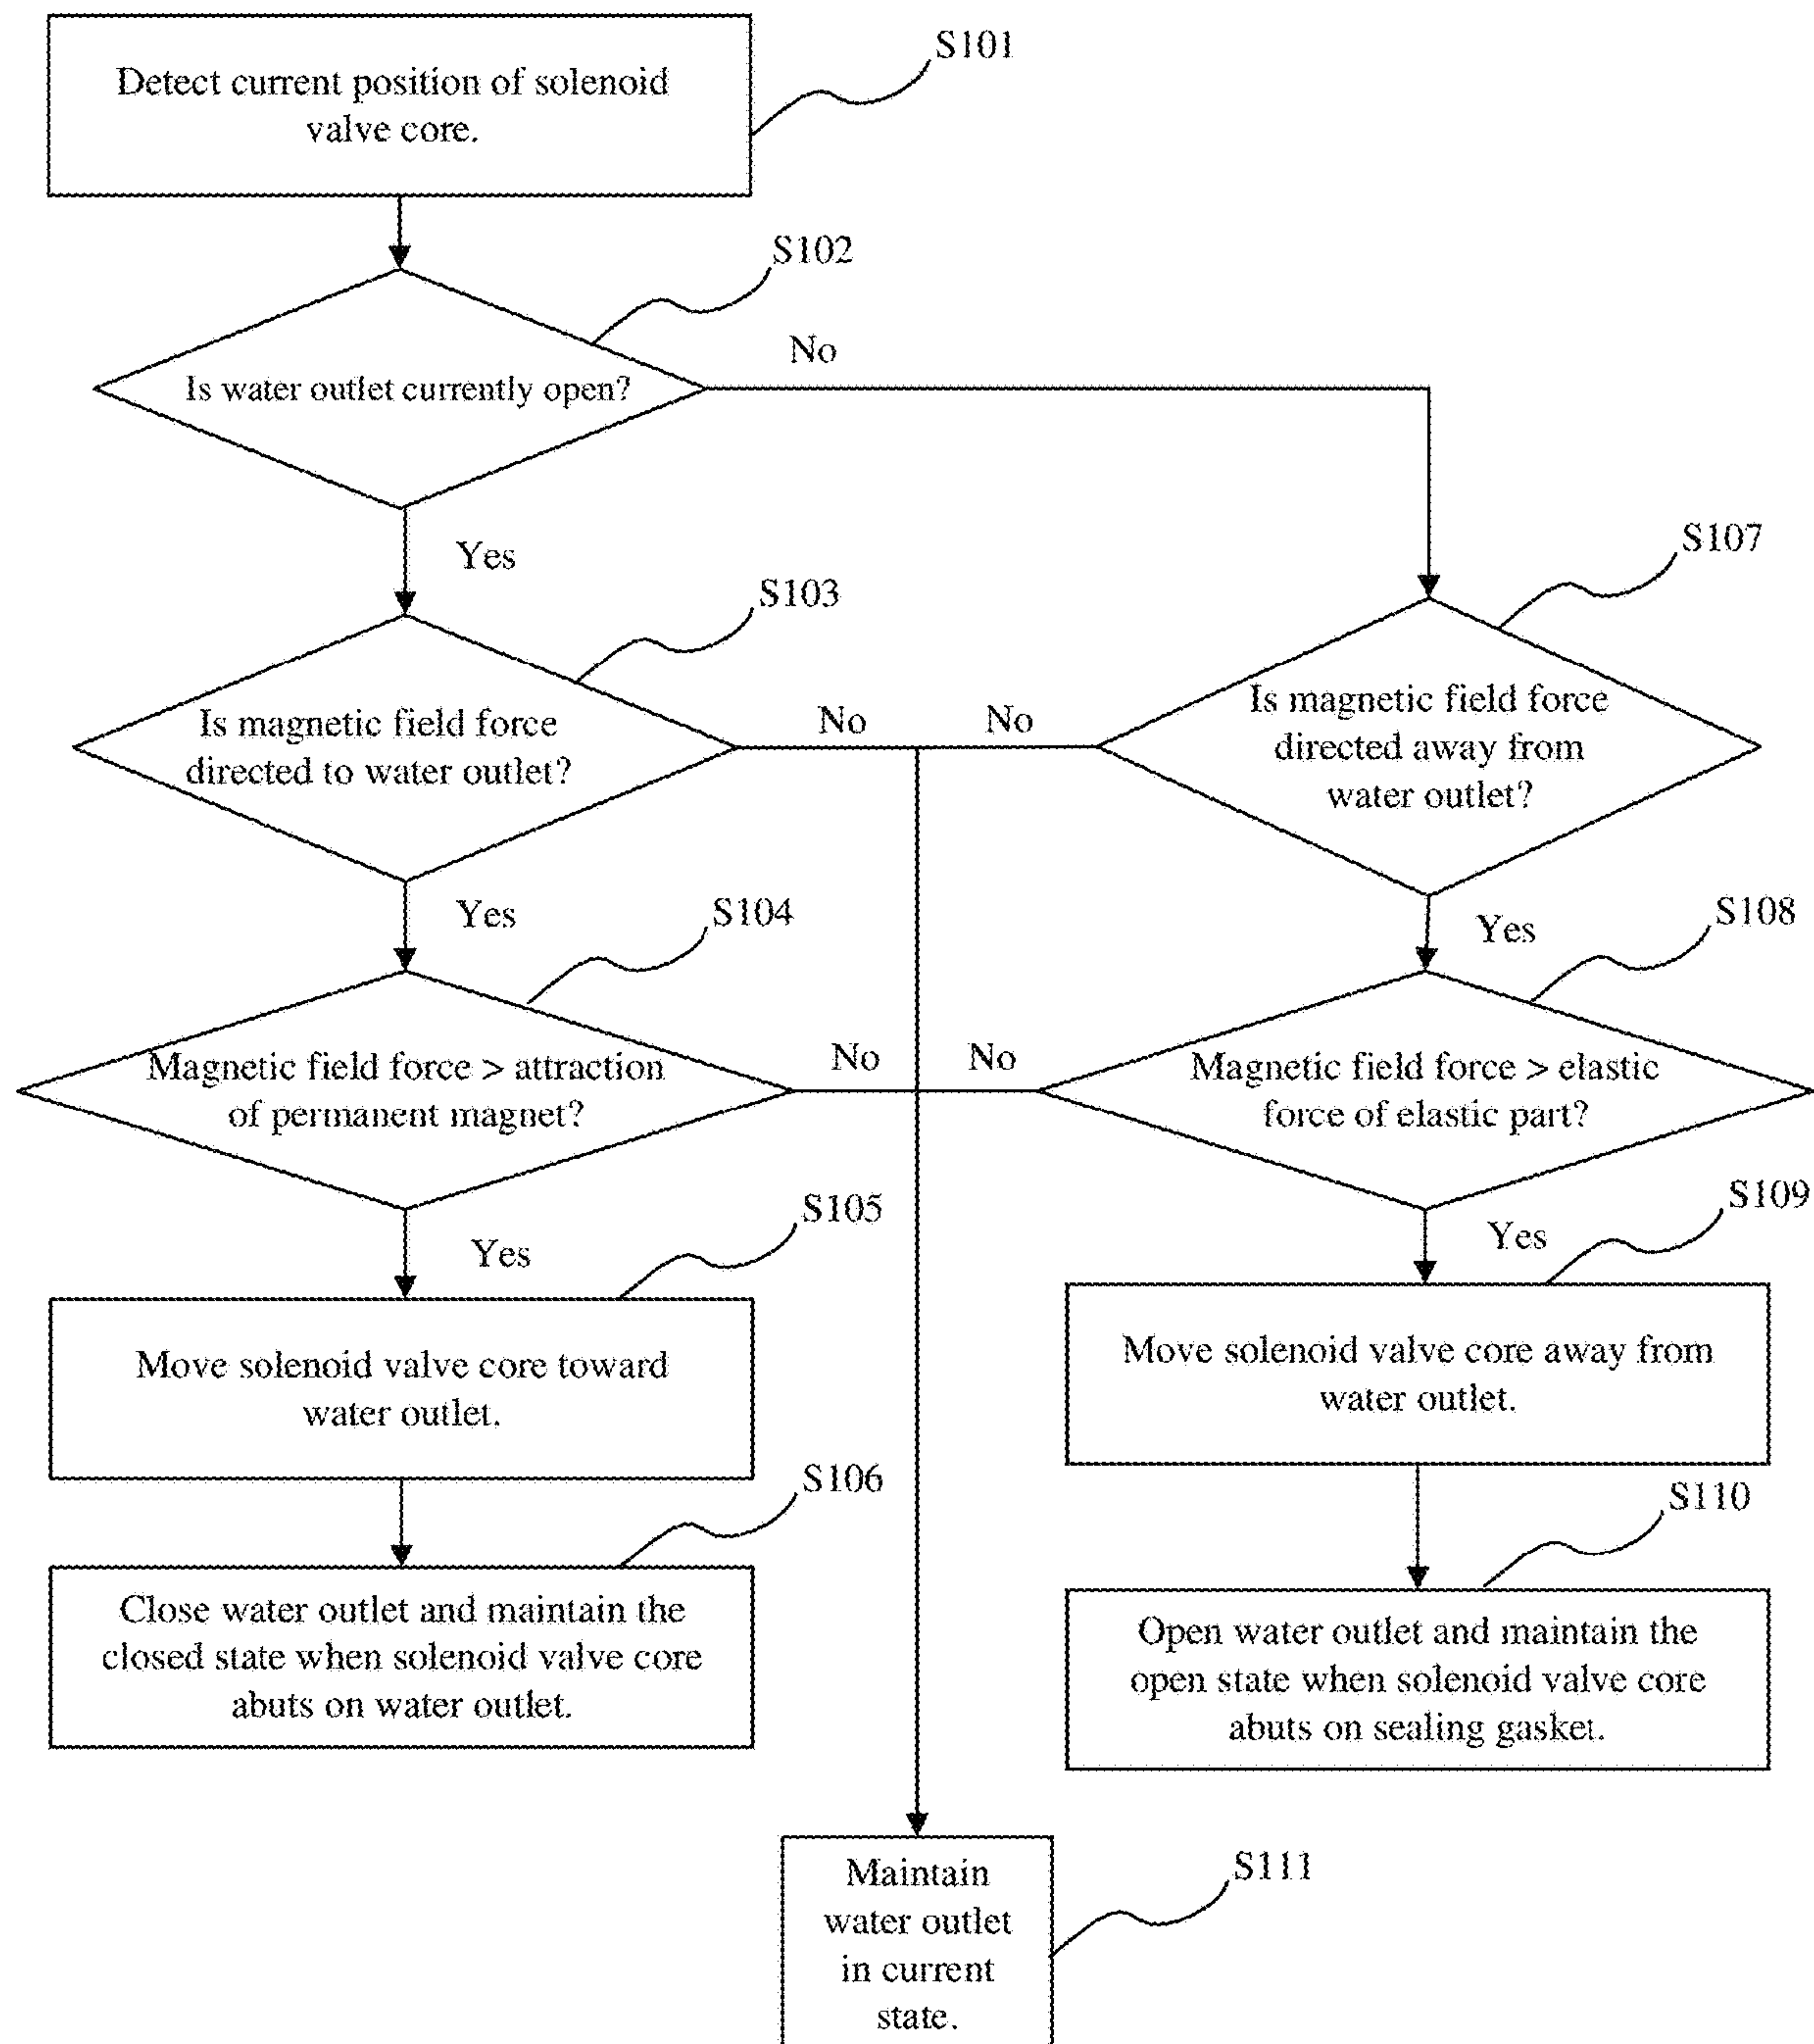 S101
Detect current position of solenoid
valve core.
S102
No
Is water outlet currently open?
Yes
S107
S103
Is magnetic field force
directed to water outlet?
No
No
Is magnetic field force
directed away from
water outlet?
Yes
S104
Yes
S108
Magnetic field force > attraction
of permanent magnet?
No
No
Magnetic field force > elastic
force of elastic part?
Yes
S105
Yes
S109
Move solenoid valve core toward
water outlet.
Move solenoid valve core away from
water outlet.
S106
S110
Close water outlet and maintain the
closed state when solenoid valve core
abuts on water outlet.
Open water outlet and maintain the
open state when solenoid valve core
abuts on sealing gasket.
S111
Maintain
water outlet
in current
state.